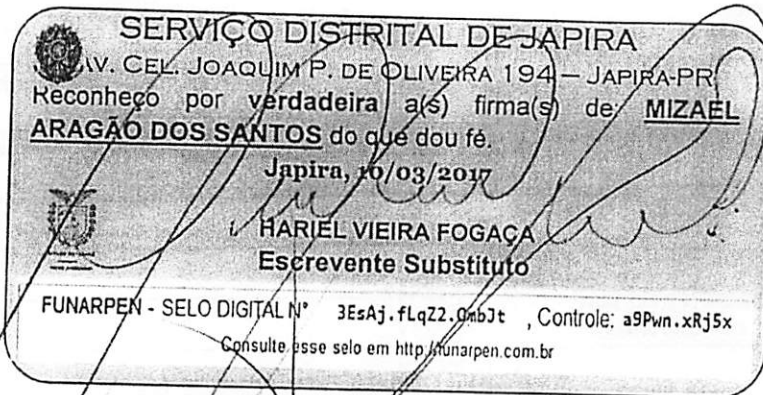 SERVIÇO DISTRITAL DE JAPIRA
AV. CEL. JOAQUIM P. DE OLIVEIRA 194 – JAPIRA-PR
Reconheço por verdadeira a(s) firma(s) de: MIZAEL
ARAGÃO DOS SANTOS do que dou fé.
Japira, 10/03/2017
HARIEL VIEIRA FOGAÇA
Escrevente Substituto
FUNARPEN - SELO DIGITAL N° 3EsAj.fLqZ2.QmbJt , Controle: a9Pwn.xRj5x
Consulte esse selo em http://funarpen.com.br